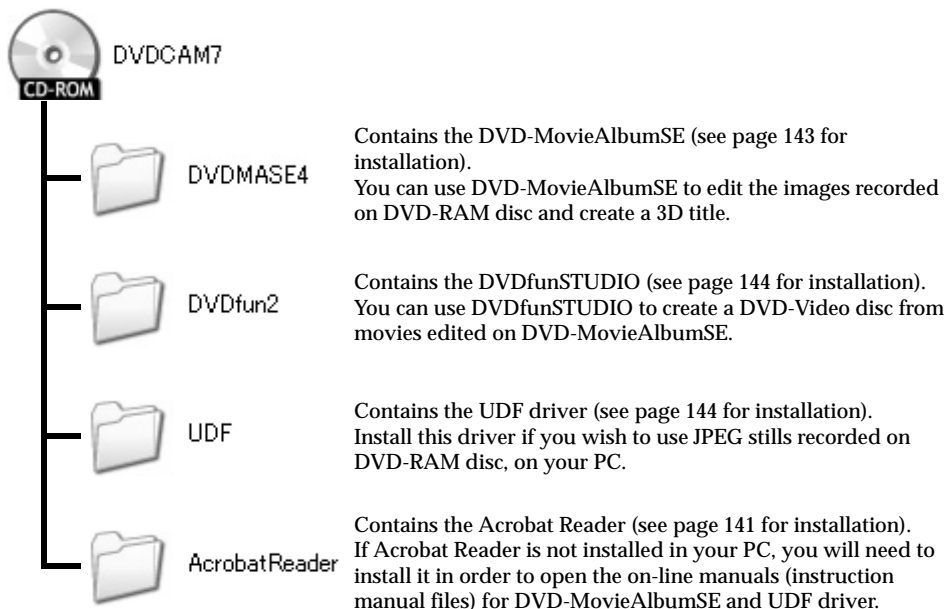 DVDCAM7
CD-ROM
DVDMASE4
Contains the DVD-MovieAlbumSE (see page 143 for
installation).
You can use DVD-MovieAlbumSE to edit the images recorded
on DVD-RAM disc and create a 3D title.
DVDfun2
Contains the DVDfunSTUDIO (see page 144 for installation).
You can use DVDfunSTUDIO to create a DVD-Video disc from
movies edited on DVD-MovieAlbumSE.
UDF
Contains the UDF driver (see page 144 for installation).
Install this driver if you wish to use JPEG stills recorded on
DVD-RAM disc, on your PC.
AcrobatReader
Contains the Acrobat Reader (see page 141 for installation).
If Acrobat Reader is not installed in your PC, you will need to
install it in order to open the on-line manuals (instruction
manual files) for DVD-MovieAlbumSE and UDF driver.